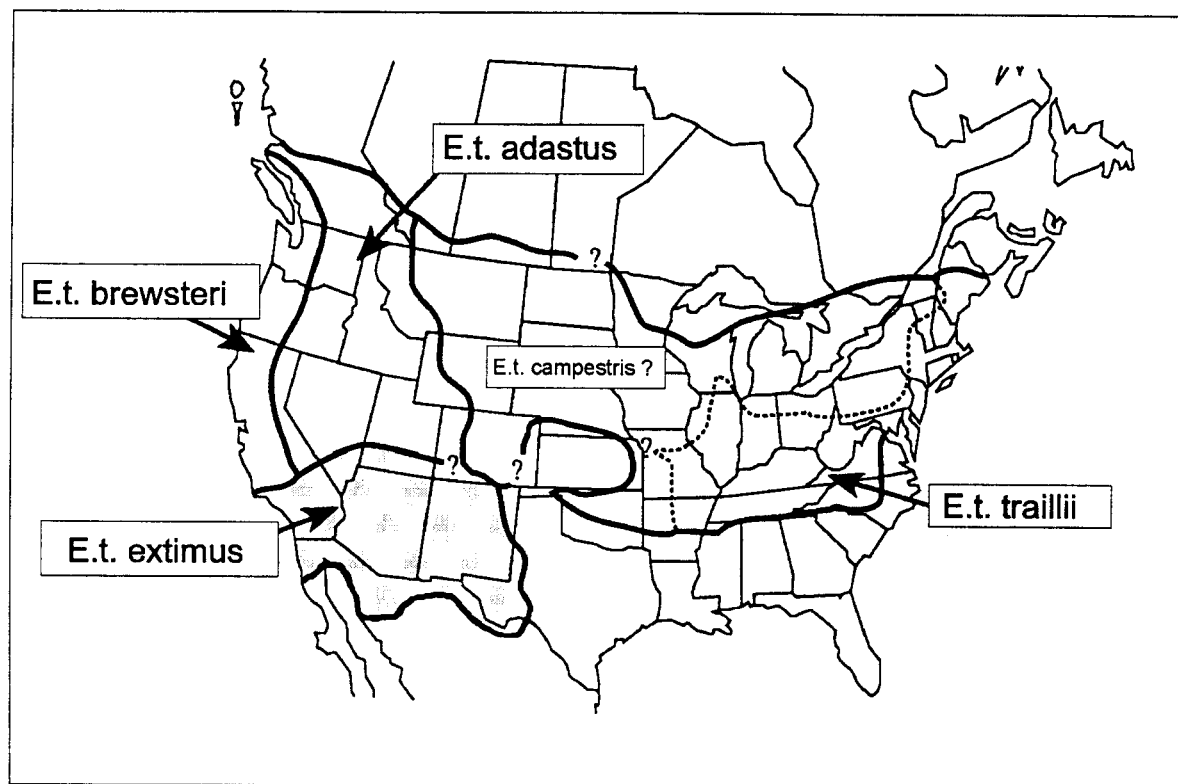 E.t. adastus
?
E.t. brewsteri
E.t. campestris ?
?
?
?
E.t. traillii
E.t. extimus